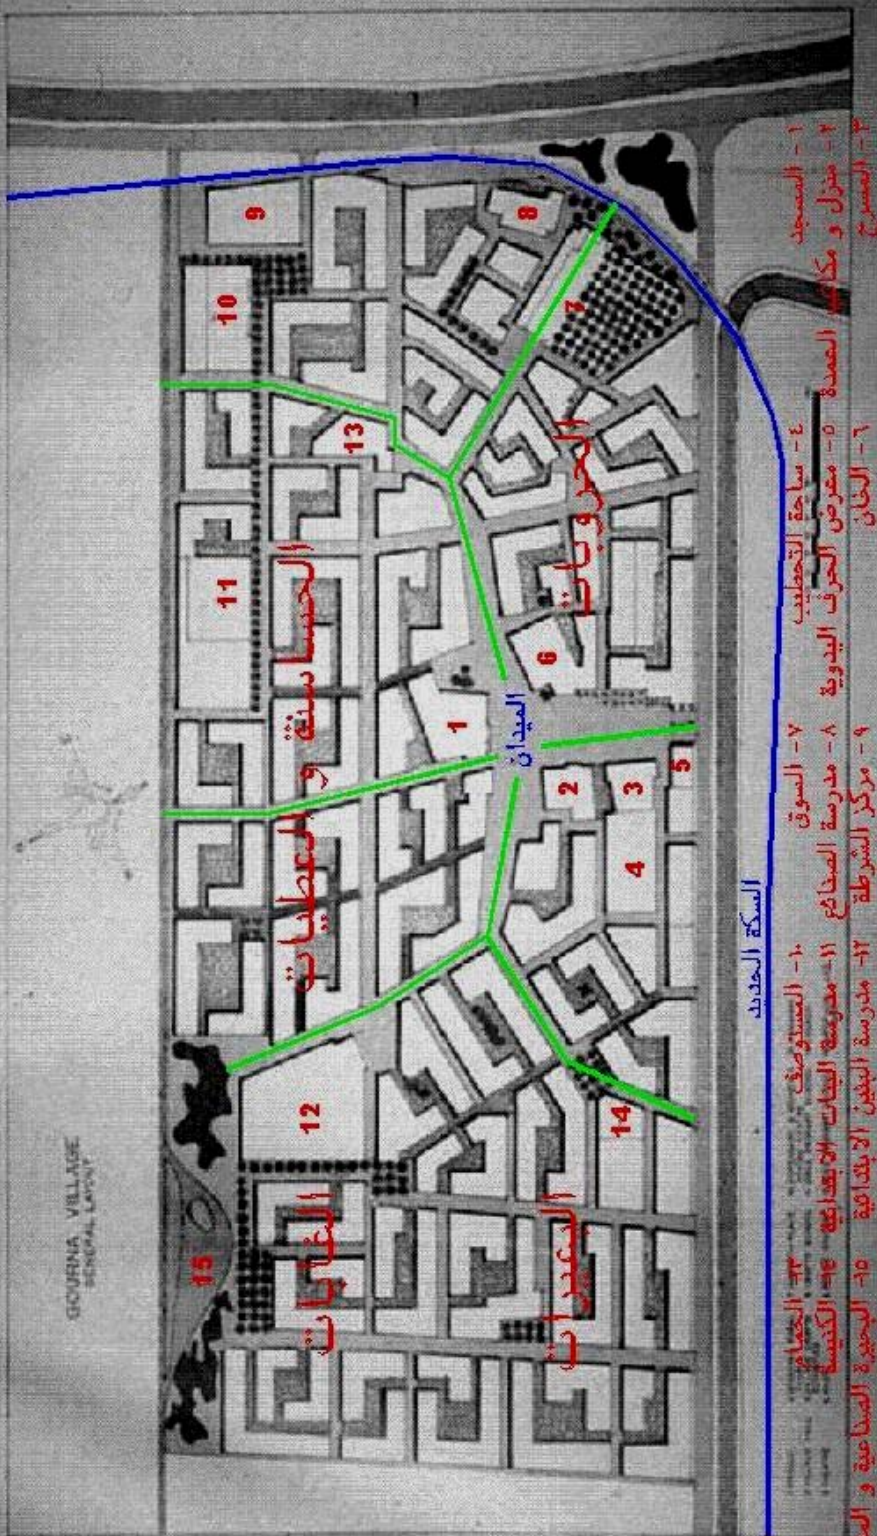 GOURNA VILLAGE
GENERAL LAYOUT
15
9
10
11
12
13
الحساسنة و العطيات
الغابات
1
الميدان
8
7
6
2
3
4
5
14
الحروبات
البعيرات
السكة الحديد
١- المسجد ٤- ساحة التحطيب ٧- السوق ١٠- المستوصف ١٣- الحمام
٢- منزل و مكاتب العمدة ٥- معرض الحرف اليدوية ٨- مدرسة الصنائع ١١- مدرسة البنات الابتدائية ١٤- الكنيسة
٣- المسرح ٦- الخان ٩- مركز الشرطة ١٢- مدرسة البنين الابتدائية ١٥- البحيرة الصناعية و